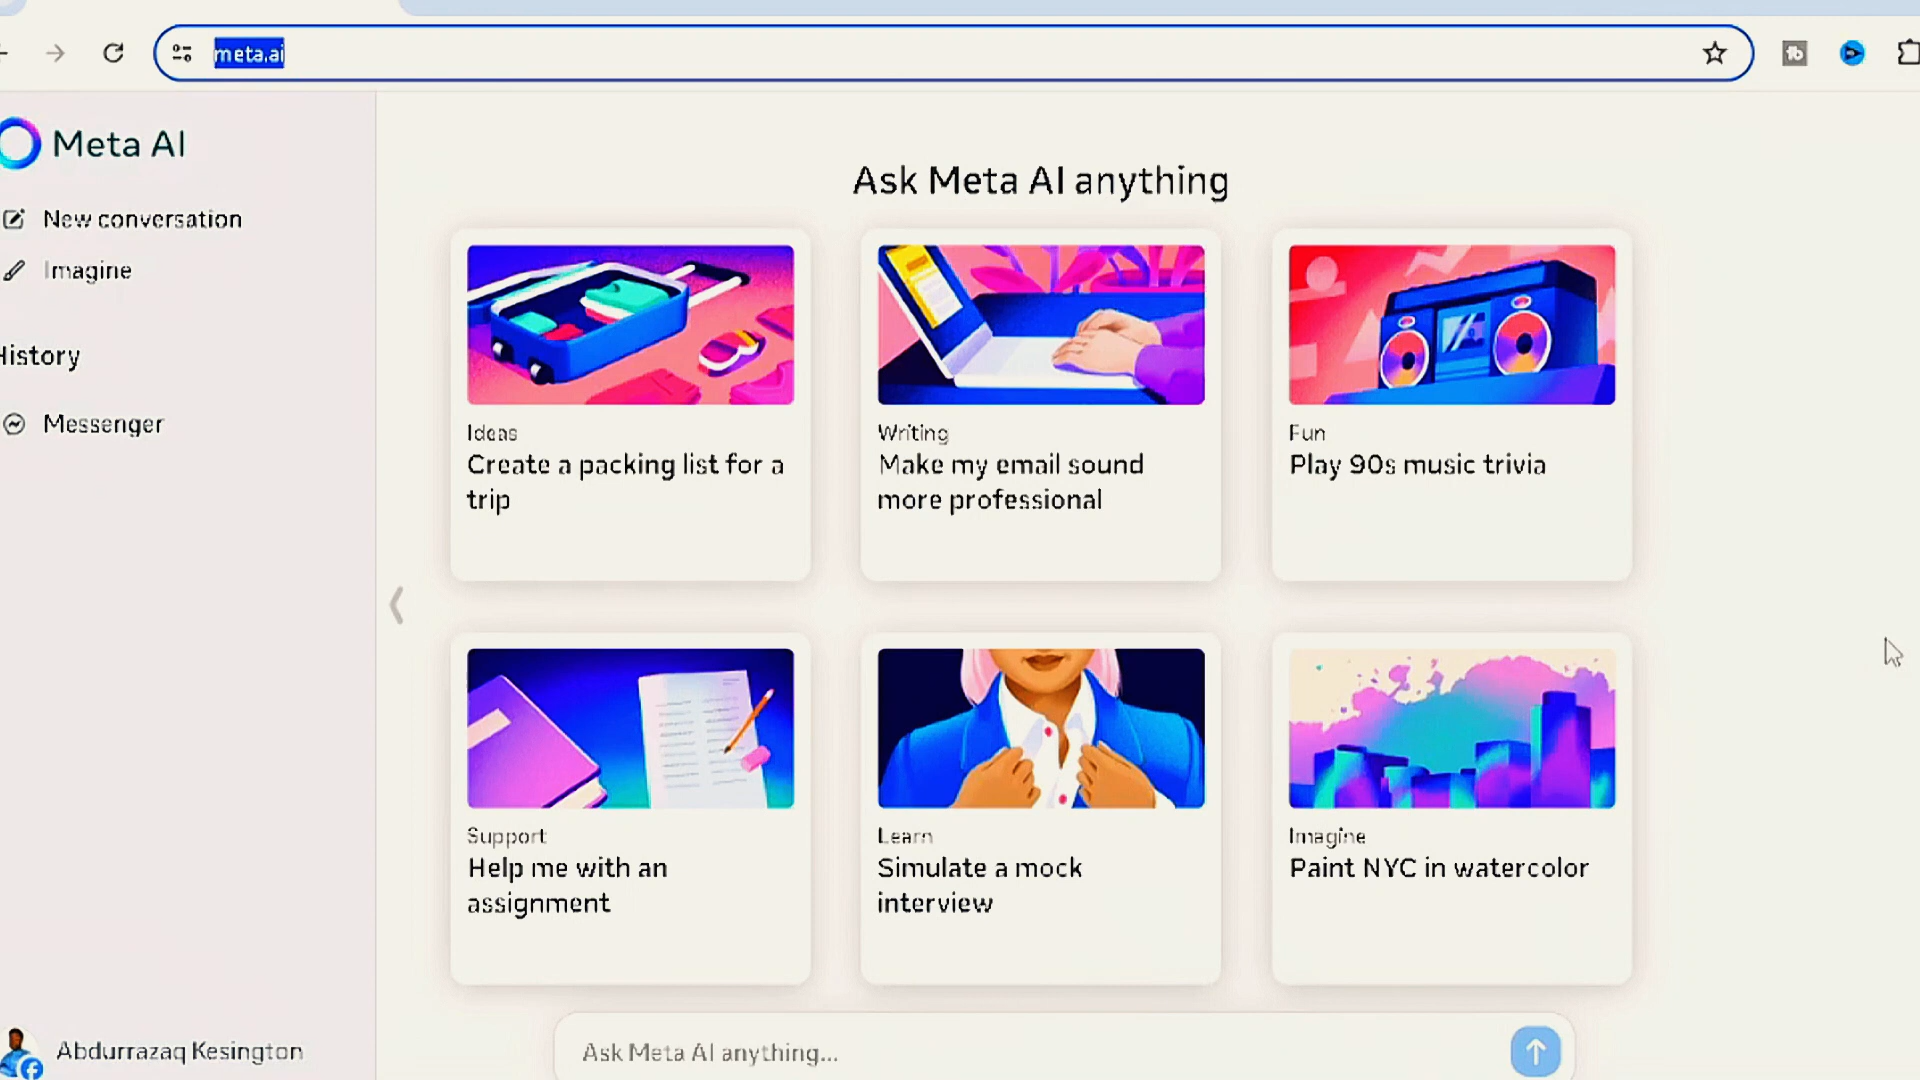 meta.ai
Meta AI
New conversation
Imagine
History
Messenger
Abdurrazaq Kesington
Ask Meta AI anything
Ideas
Create a packing list for a
trip
Writing
Make my email sound
more professional
Fun
Play 90s music trivia
Support
Help me with an
assignment
Learn
Simulate a mock
interview
Imagine
Paint NYC in watercolor
Ask Meta AI anything...